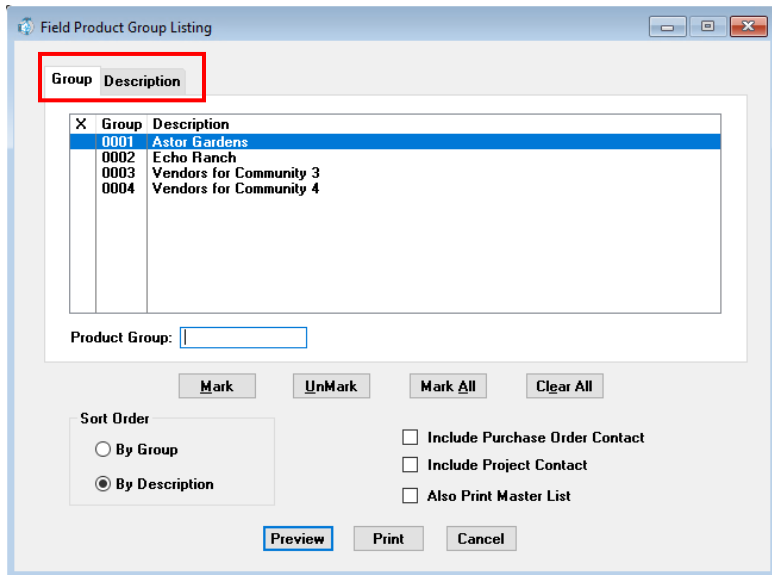 Field Product Group Listing
Group Description
X Group Description
0001 Astor Gardens
0002 Echo Ranch
0003 Vendors for Community 3
0004 Vendors for Community 4
Product Group:
Mark UnMark Mark All Clear All
Sort Order
By Group
By Description
Include Purchase Order Contact
Include Project Contact
Also Print Master List
Preview Print Cancel